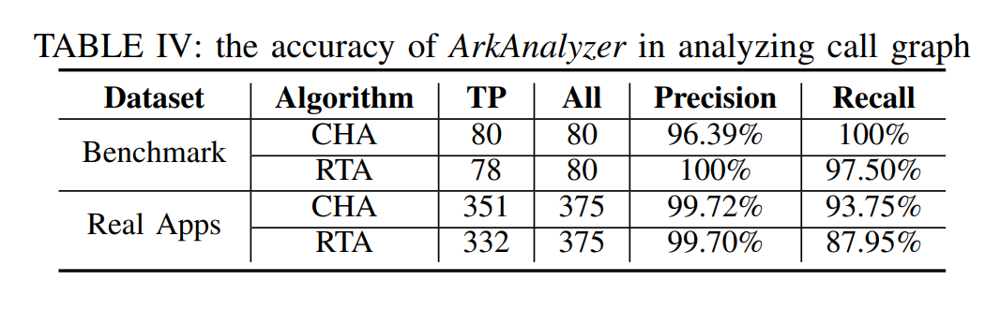 TABLE IV: the accuracy of ArkAnalyzer in analyzing call graph
Dataset Algorithm TP All Precision Recall
Benchmark CHA 80 80 96.39% 100%
RTA 78 80 100% 97.50%
Real Apps CHA 351 375 99.72% 93.75%
RTA 332 375 99.70% 87.95%